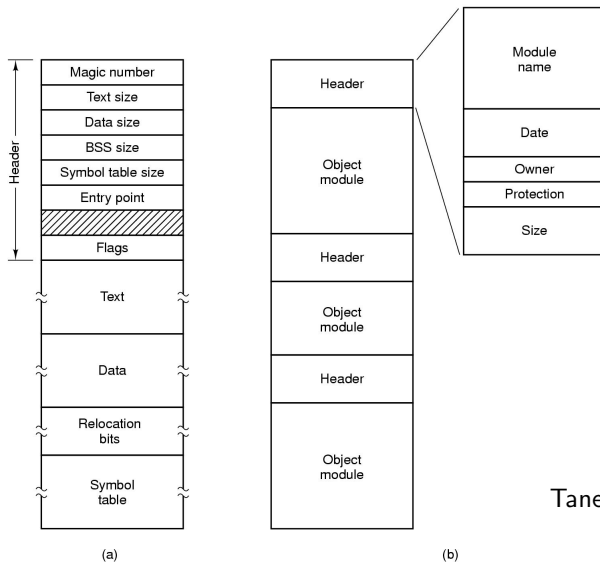 Header
Magic number
Text size
Data size
BSS size
Symbol table size
Entry point
Flags
Text
Data
Relocation
bits
Symbol
table
(a)
Header
Object
module
Header
Object
module
Header
Object
module
(b)
Module
name
Date
Owner
Protection
Size
Tane